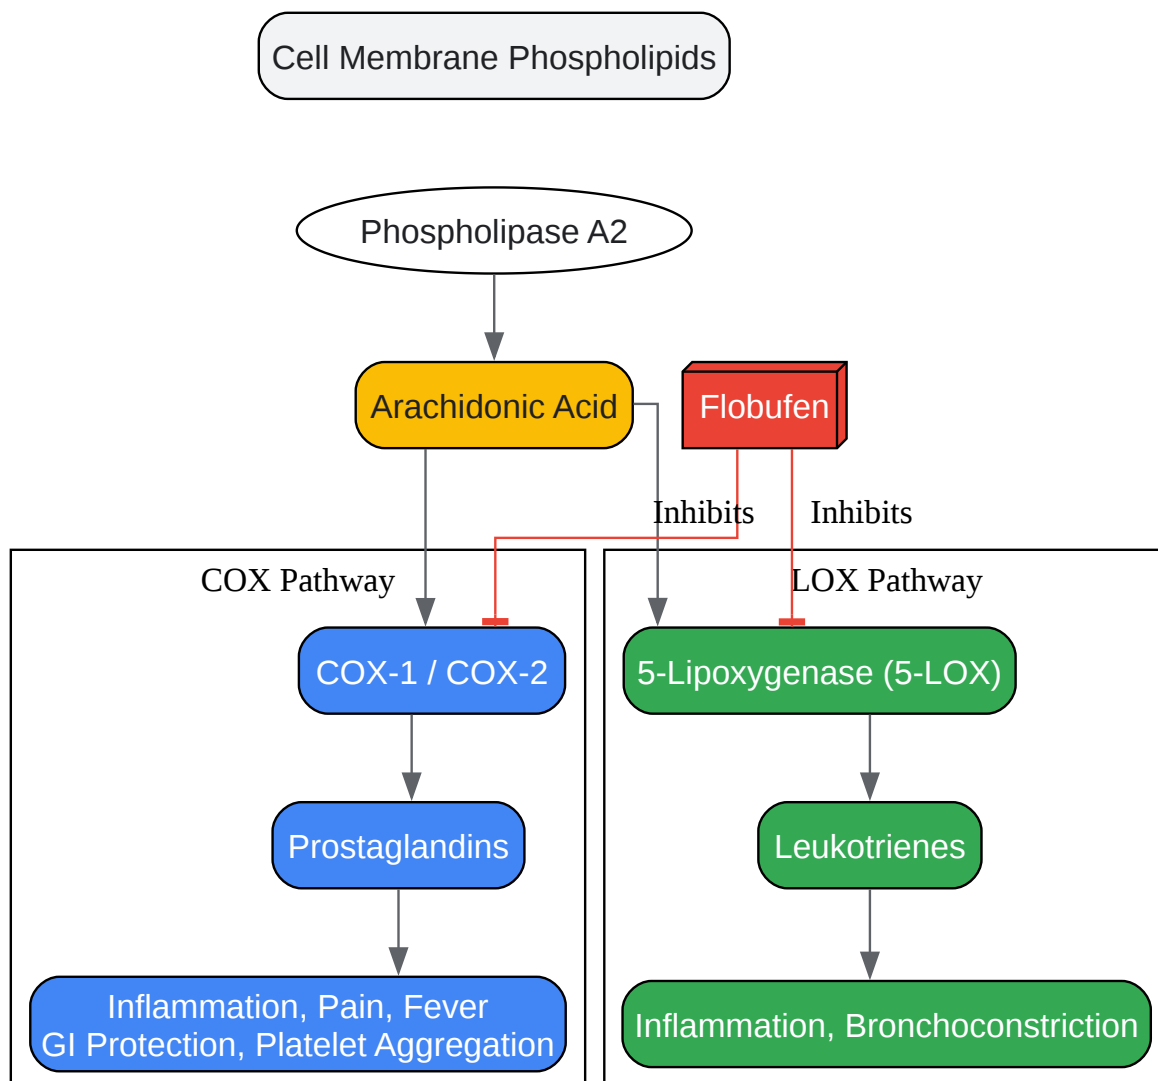 Cell Membrane Phospholipids
Phospholipase A2
Arachidonic Acid
Flobufen
Inhibits
Inhibits
COX Pathway
LOX Pathway
COX-1 / COX-2
5-Lipoxygenase (5-LOX)
Prostaglandins
Leukotrienes
Inflammation, Pain, Fever
GI Protection, Platelet Aggregation
Inflammation, Bronchoconstriction